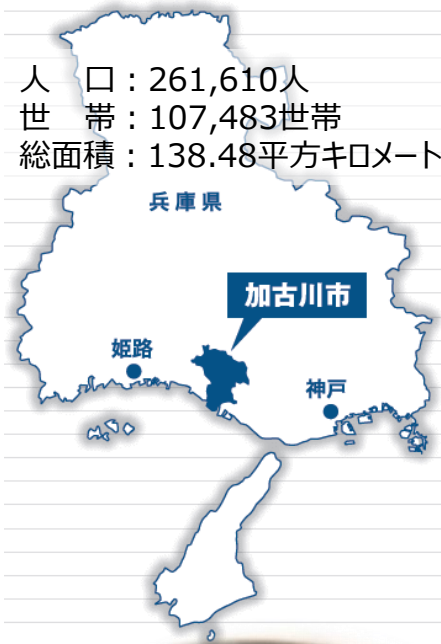 人　口：261,610人
世　帯：107,483世帯
総面積：138.48平方キロメート
兵庫県
加古川市
姫路
神戸